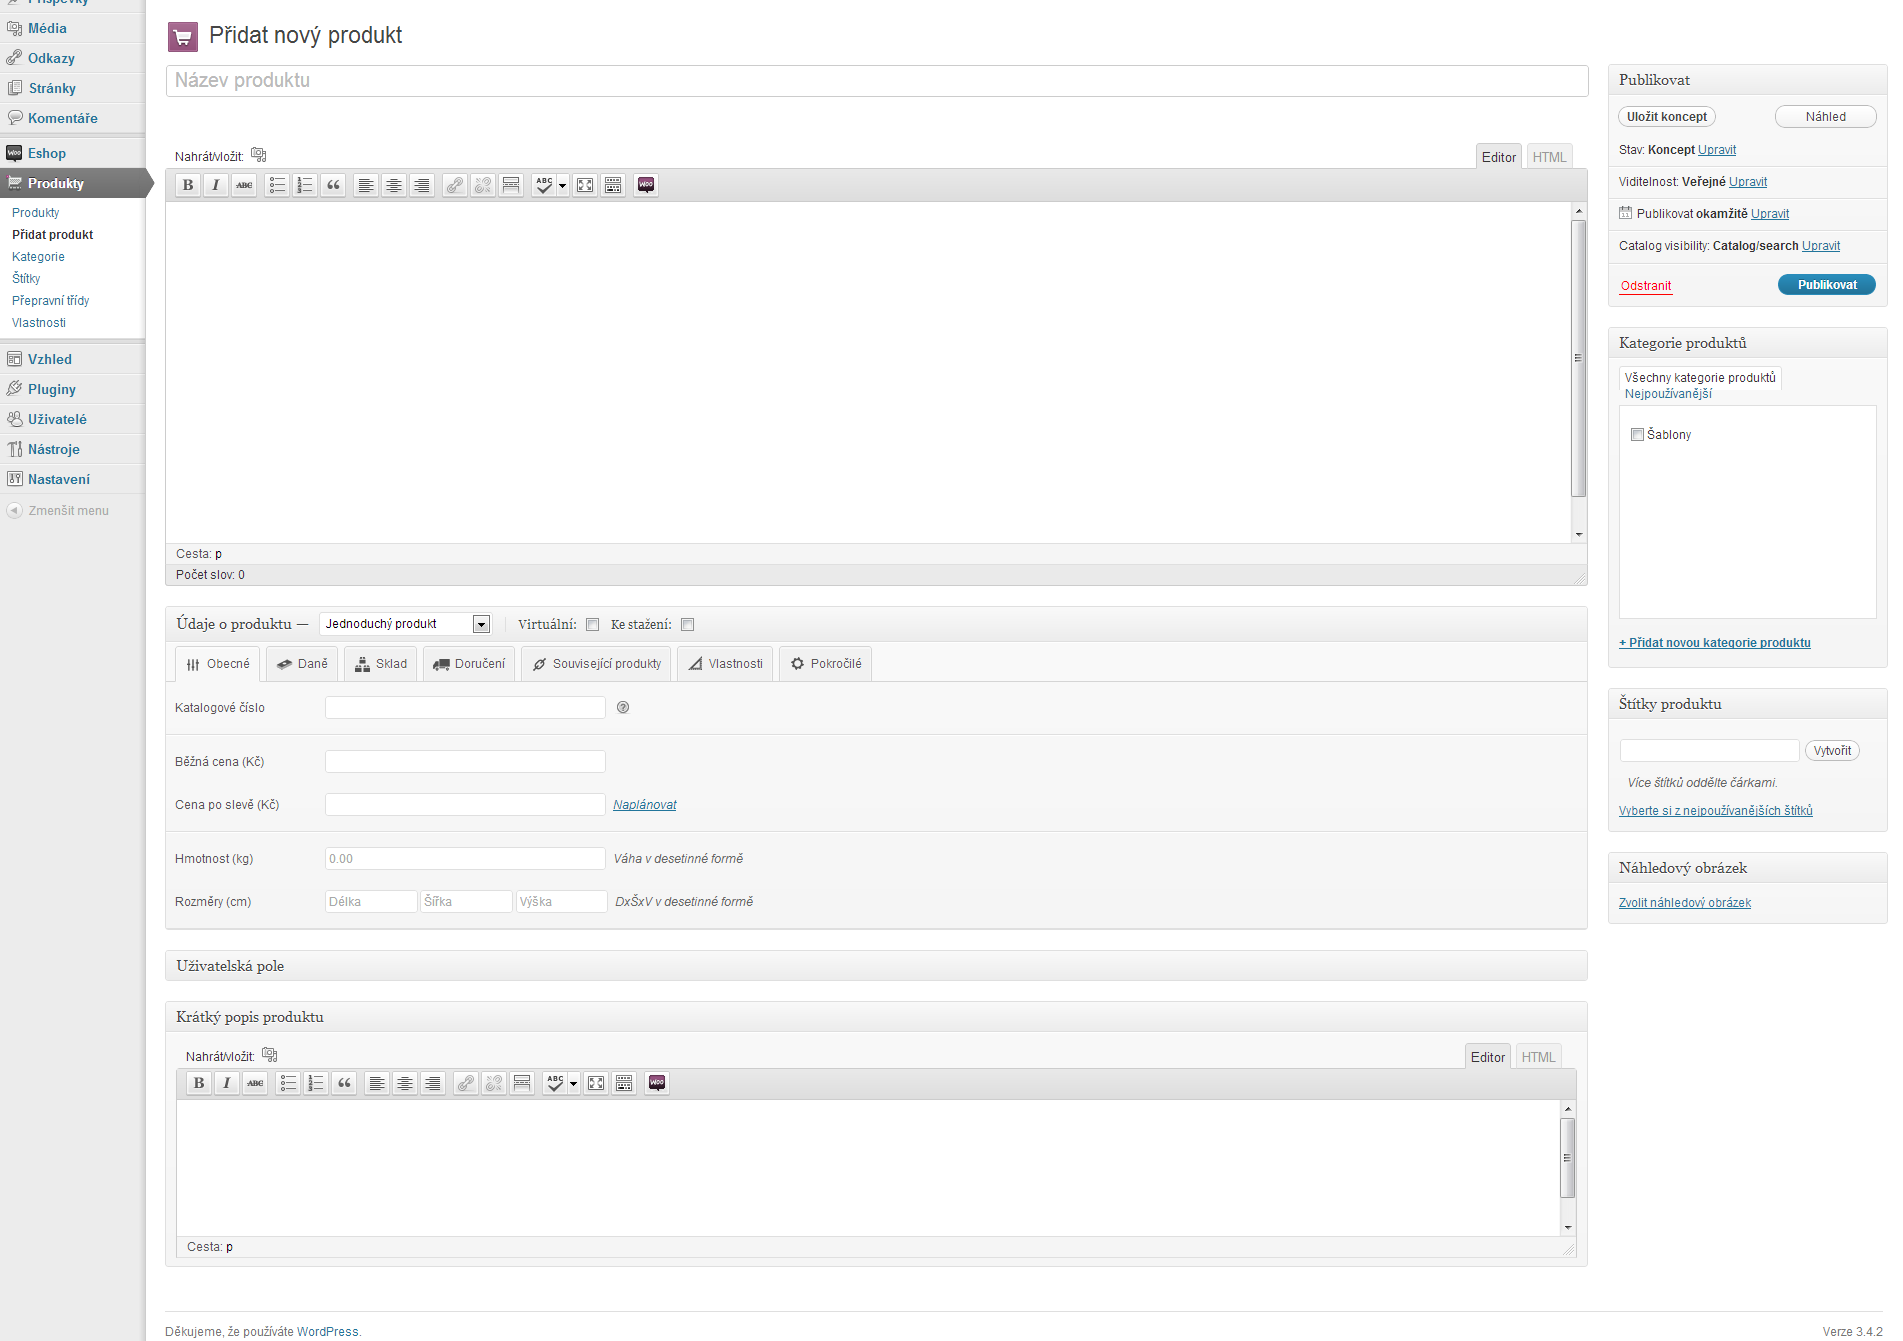 Příspěvky
Média
Odkazy
Stránky
Komentáře
Eshop
Produkty
Produkty
Přidat produkt
Kategorie
Štítky
Přepravní třídy
Vlastnosti
Vzhled
Pluginy
Uživatelé
Nástroje
Nastavení
Zmenšit menu
Přidat nový produkt
Název produktu
Nahrát/vložit:
Editor HTML
B I ABC ABC WOO
Cesta: p
Počet slov: 0
Údaje o produktu — Jednoduchý produkt Virtuální: Ke stažení:
Obecné Daně Sklad Doručení Související produkty Vlastnosti Pokročilé
Katalogové číslo
Běžná cena (Kč)
Cena po slevě (Kč) Naplánovat
Hmotnost (kg) 0.00 Váha v desetinné formě
Rozměry (cm) Délka Šířka Výška DxŠxV v desetinné formě
Uživatelská pole
Krátký popis produktu
Nahrát/vložit:
Editor HTML
B I ABC ABC WOO
Cesta: p
Publikovat
Uložit koncept Náhled
Stav: Koncept Upravit
Viditelnost: Veřejné Upravit
Publikovat okamžitě Upravit
Catalog visibility: Catalog/search Upravit
Odstranit Publikovat
Kategorie produktů
Všechny kategorie produktů
Nejpoužívanější
Šablony
+ Přidat novou kategorie produktu
Štítky produktu
Vytvořit
Více štítků oddělte čárkami.
Vyberte si z nejpoužívanějších štítků
Náhledový obrázek
Zvolit náhledový obrázek
Děkujeme, že používáte WordPress.
Verze 3.4.2